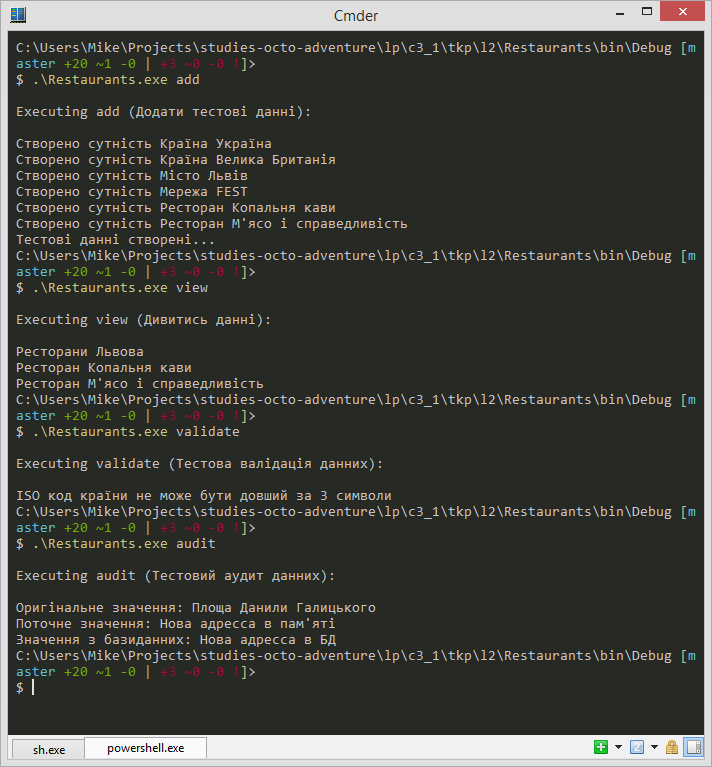 Cmder
C:\Users\Mike\Projects\studies-octo-adventure\lp\c3_1\tkp\l2\Restaurants\bin\Debug [m
aster +20 ~1 -0 | +3 ~0 -0 !]>
$ .\Restaurants.exe add
Executing add (Додати тестові данні):
Створено сутність Країна Україна
Створено сутність Країна Велика Британія
Створено сутність Місто Львів
Створено сутність Мережа FEST
Створено сутність Ресторан Копальня кави
Створено сутність Ресторан М'ясо і справедливість
Тестові данні створені...
C:\Users\Mike\Projects\studies-octo-adventure\lp\c3_1\tkp\l2\Restaurants\bin\Debug [m
aster +20 ~1 -0 | +3 ~0 -0 !]>
$ .\Restaurants.exe view
Executing view (Дивитись данні):
Ресторани Львова
Ресторан Копальня кави
Ресторан М'ясо і справедливість
C:\Users\Mike\Projects\studies-octo-adventure\lp\c3_1\tkp\l2\Restaurants\bin\Debug [m
aster +20 ~1 -0 | +3 ~0 -0 !]>
$ .\Restaurants.exe validate
Executing validate (Тестова валідація данних):
ISO код країни не може бути довший за 3 символи
C:\Users\Mike\Projects\studies-octo-adventure\lp\c3_1\tkp\l2\Restaurants\bin\Debug [m
aster +20 ~1 -0 | +3 ~0 -0 !]>
$ .\Restaurants.exe audit
Executing audit (Тестовий аудит данних):
Оригінальне значення: Площа Данили Галицького
Поточне значення: Нова адресса в пам'яті
Значення з базиданних: Нова адресса в БД
C:\Users\Mike\Projects\studies-octo-adventure\lp\c3_1\tkp\l2\Restaurants\bin\Debug [m
aster +20 ~1 -0 | +3 ~0 -0 !]>
$
sh.exe powershell.exe